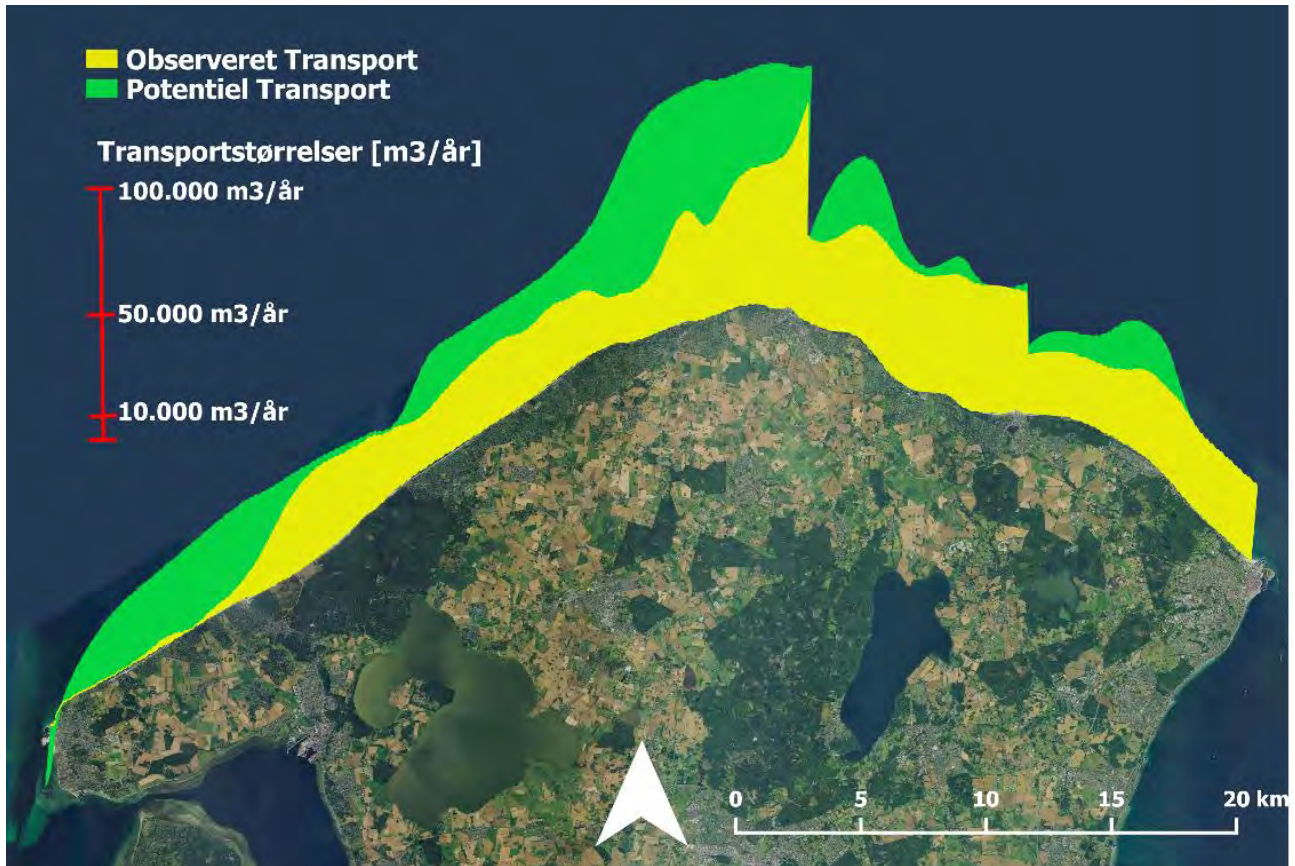 Observeret Transport
Potentiel Transport
Transportstørrelser [m3/år]
100.000 m3/år
50.000 m3/år
10.000 m3/år
0 5 10 15 20 km